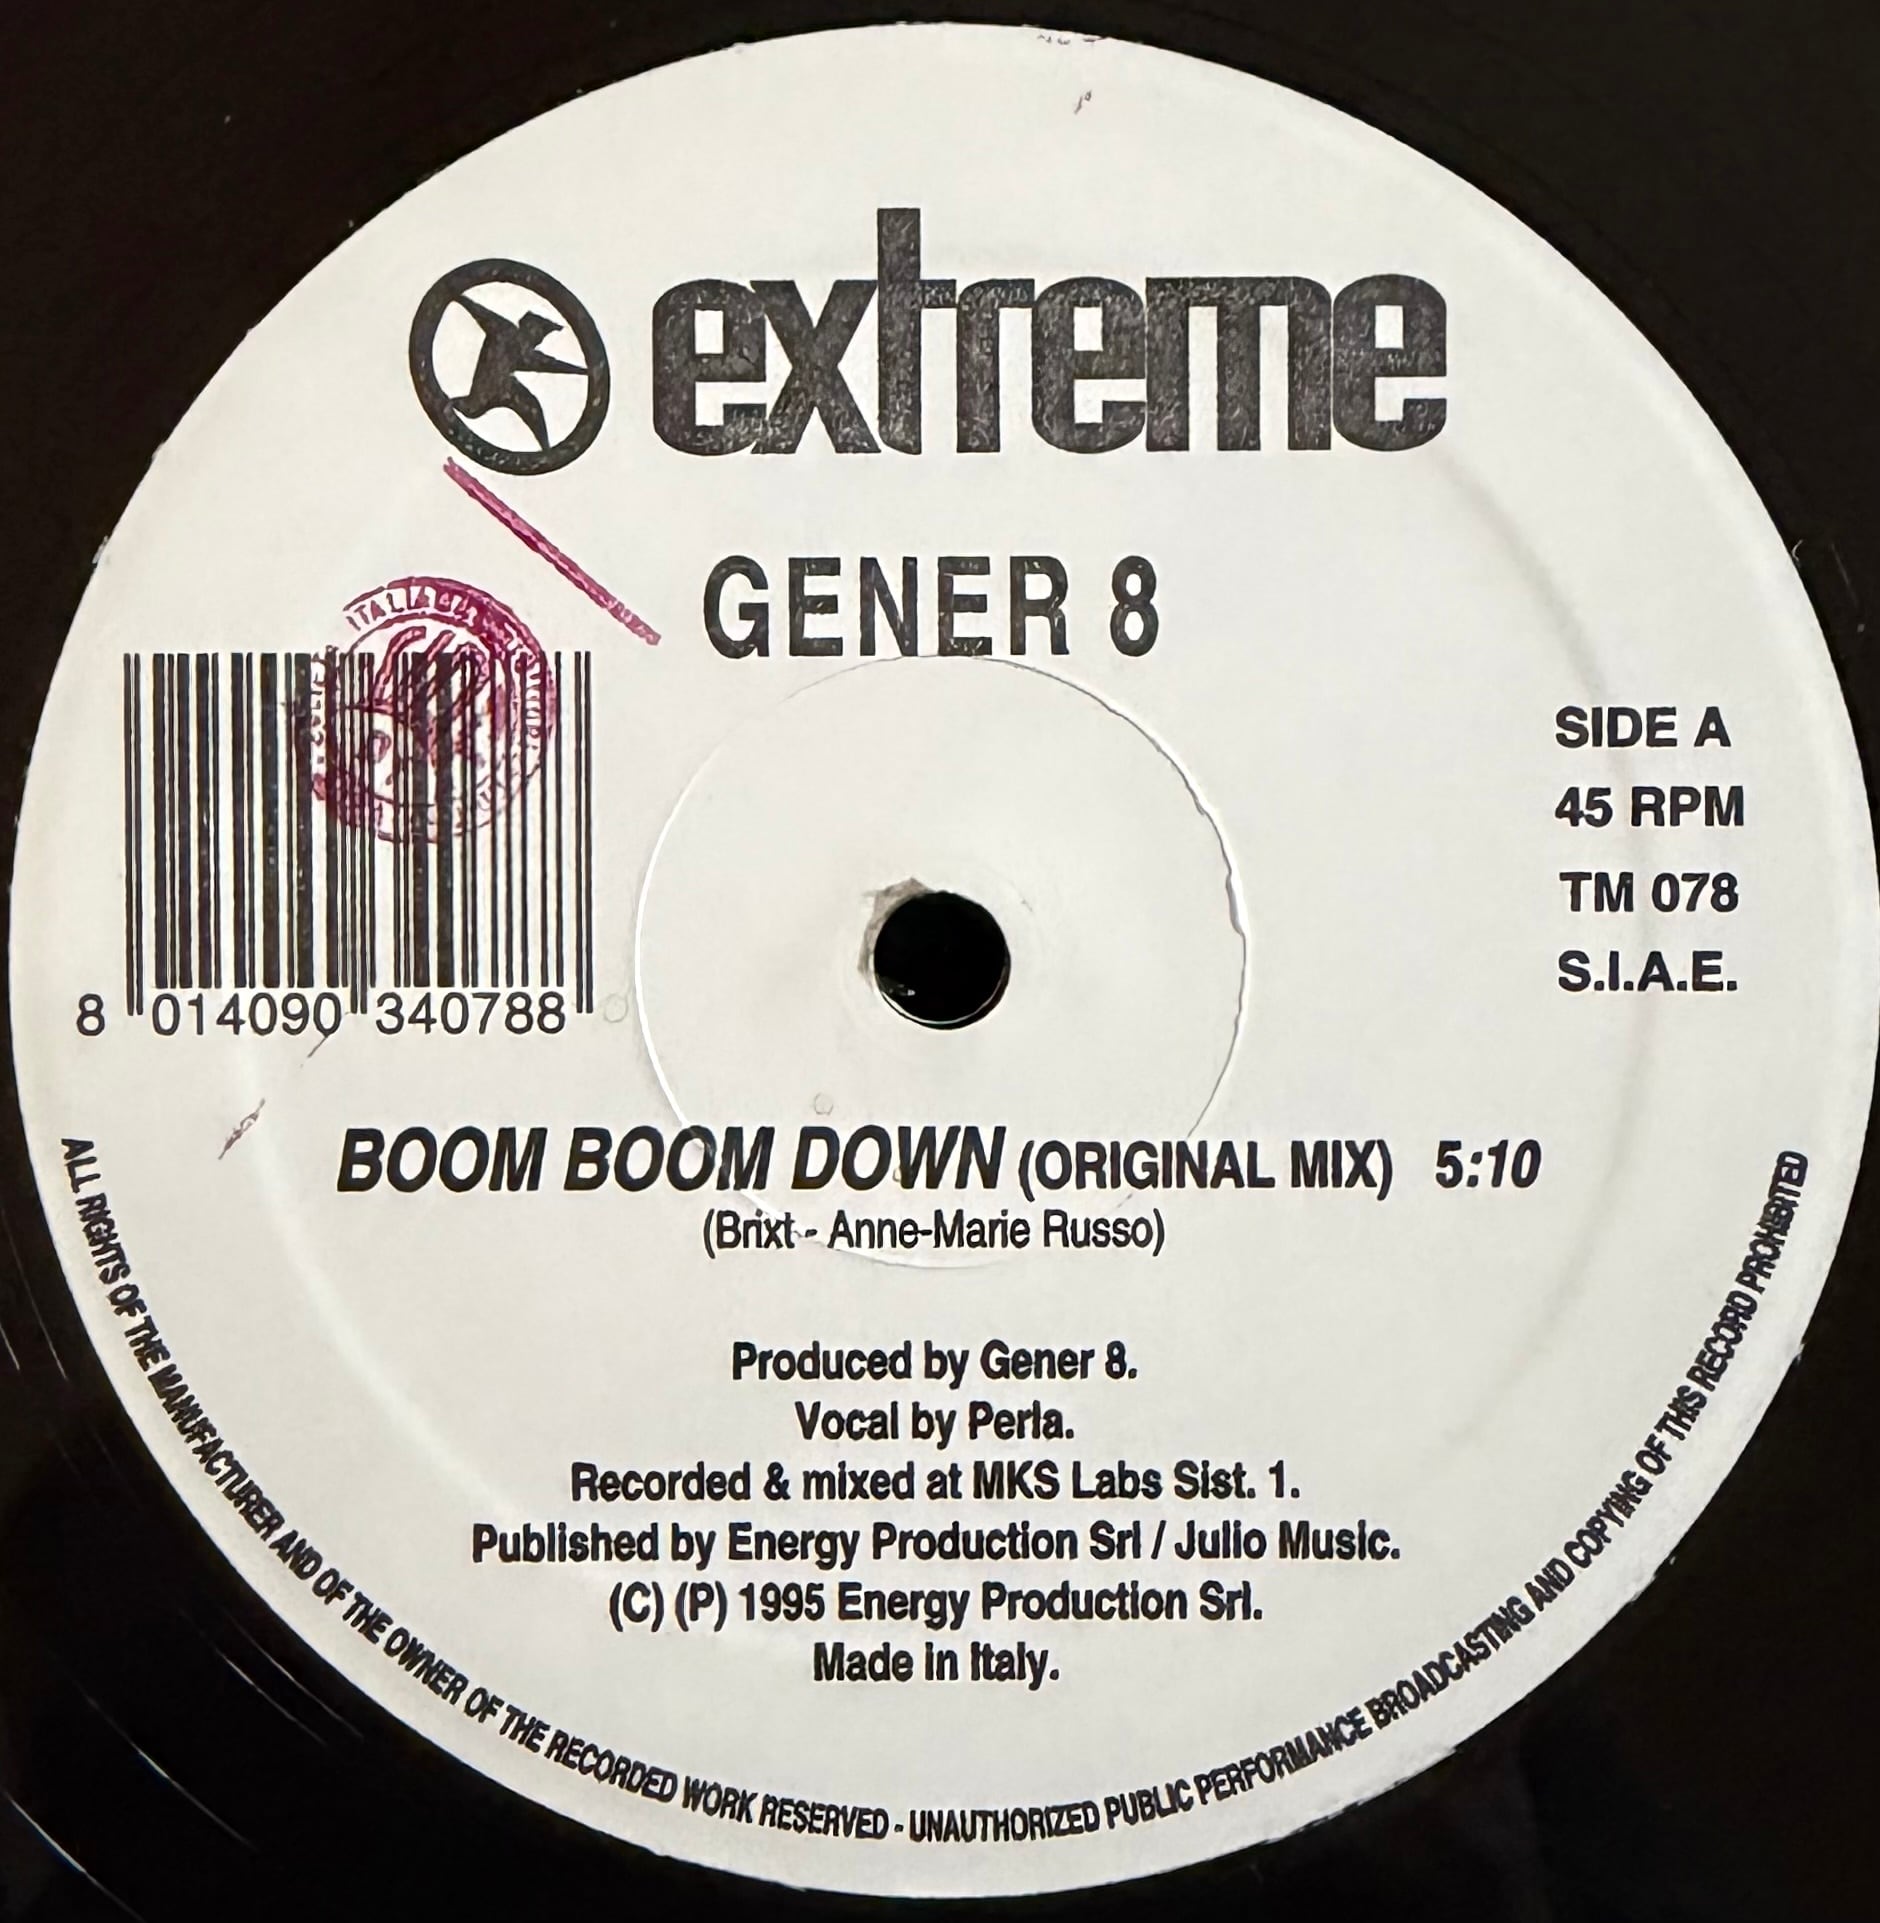 extreme
GENER 8
SIDE A
45 RPM
TM 078
S.I.A.E.
8 014090 340788
BOOM BOOM DOWN (ORIGINAL MIX) 5:10
(Brixt - Anne-Marie Russo)
Produced by Gener 8.
Vocal by Perla.
Recorded & mixed at MKS Labs Sist. 1.
Published by Energy Production Srl / Julio Music.
(C) (P) 1995 Energy Production Srl.
Made in Italy.
ALL RIGHTS OF THE MANUFACTURER AND OF THE OWNER OF THE RECORDED WORK RESERVED - UNAUTHORIZED PUBLIC PERFORMANCE BROADCASTING AND COPYING OF THIS RECORD PROHIBITED